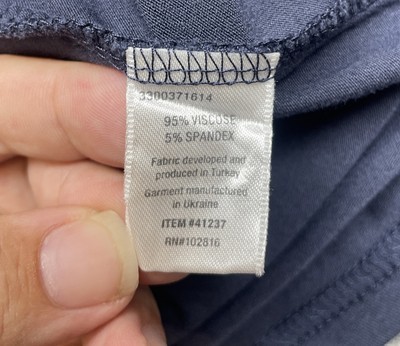 3300371614
95% VISCOSE
5% SPANDEX
Fabric developed and
produced in Turkey
Garment manufactured
in Ukraine
ITEM #41237
RN#102816